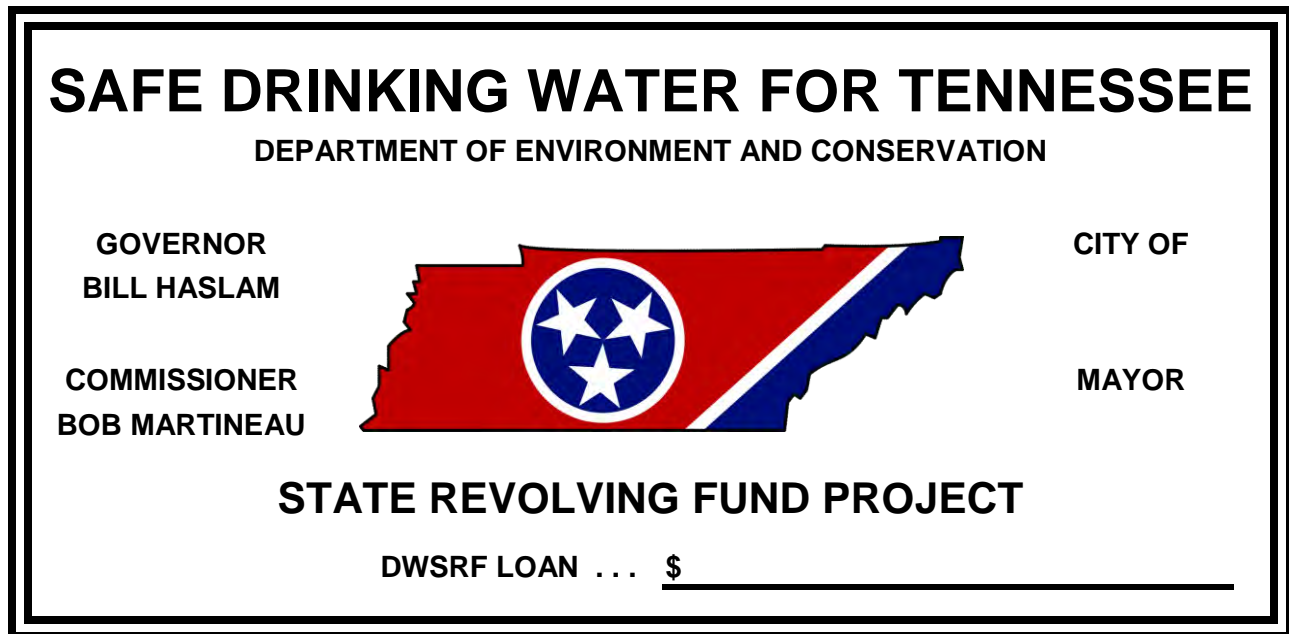 SAFE DRINKING WATER FOR TENNESSEE
DEPARTMENT OF ENVIRONMENT AND CONSERVATION
GOVERNOR
BILL HASLAM
COMMISSIONER
BOB MARTINEAU
CITY OF
MAYOR
STATE REVOLVING FUND PROJECT
DWSRF LOAN ... $